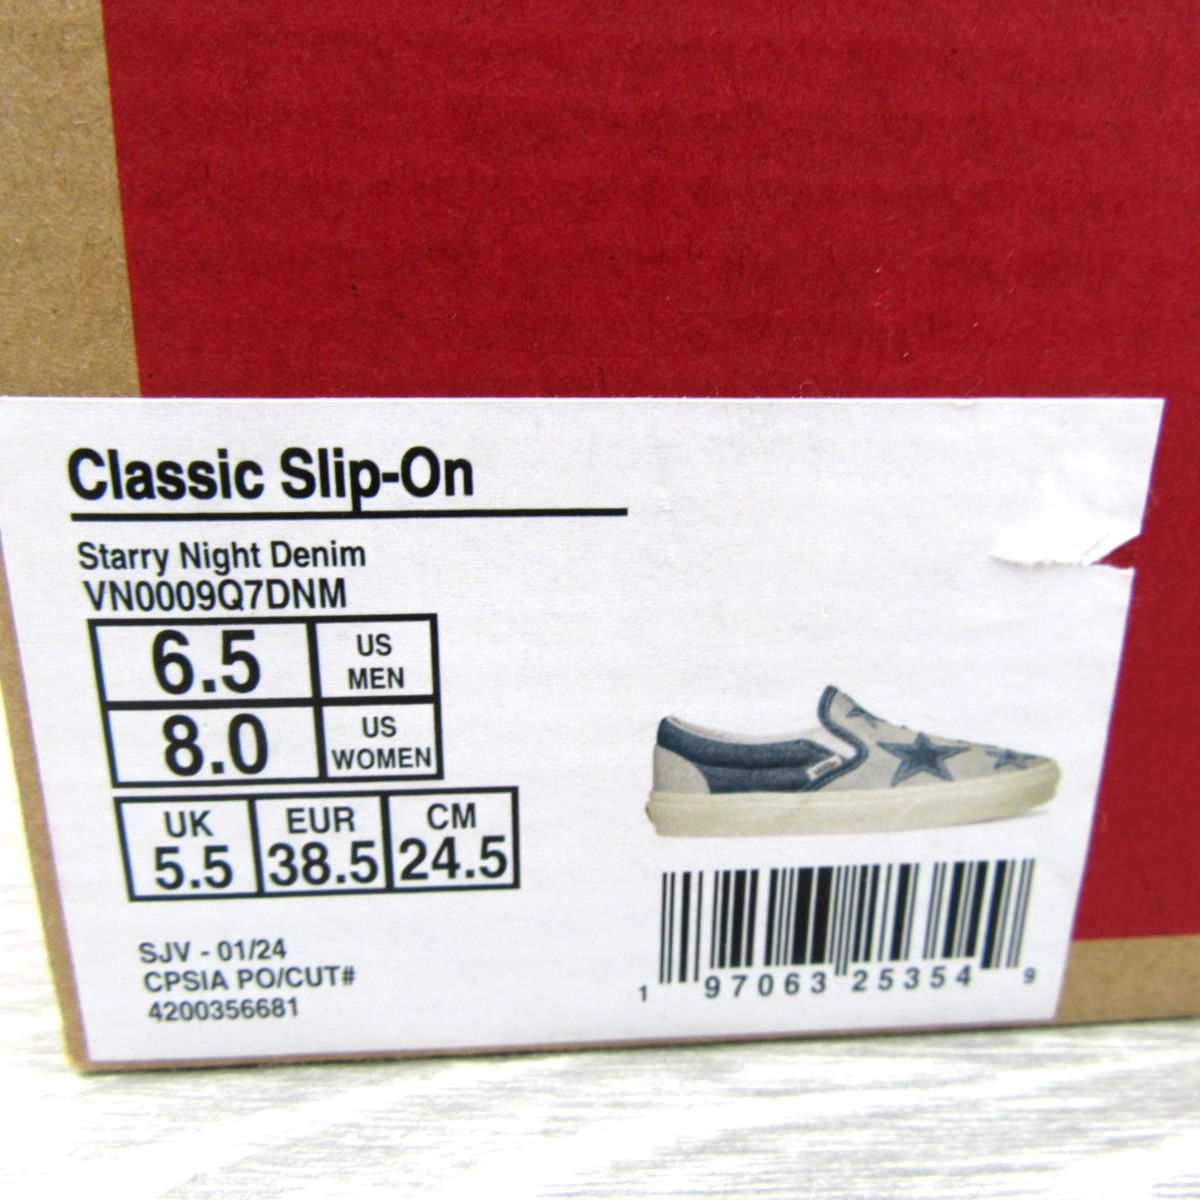 Classic Slip-On
Starry Night Denim
VN0009Q7DNM
6.5 US MEN
8.0 US WOMEN
UK EUR CM
5.5 38.5 24.5
SJV - 01/24
CPSIA PO/CUT#
4200356681
1 97063 25354 9